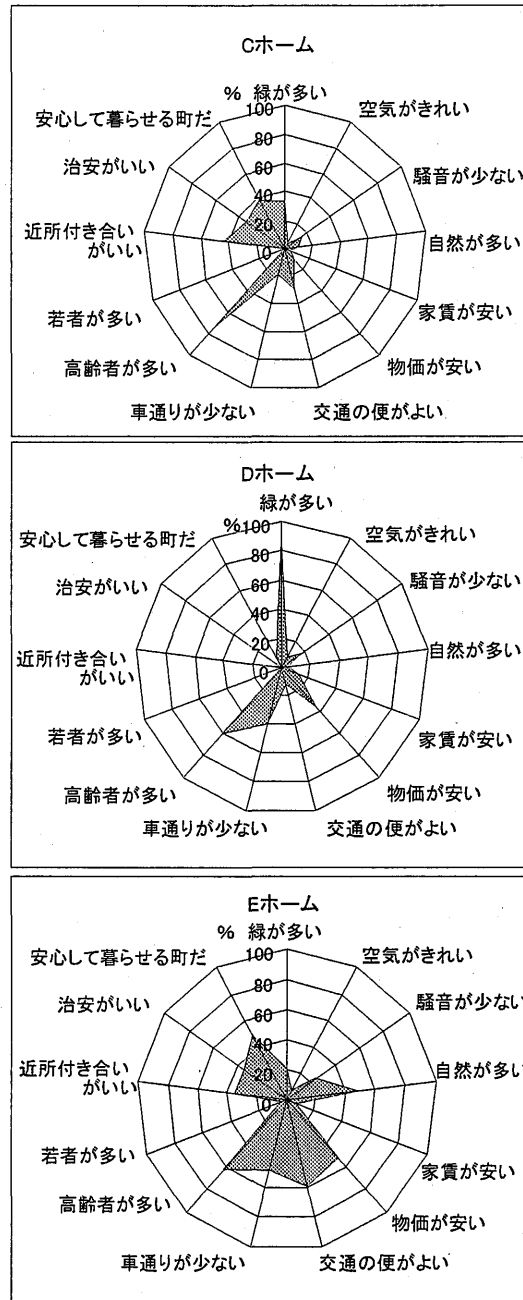 Cホーム
% 緑が多い
100
80
60
40
20
0
空気がきれい
騒音が少ない
自然が多い
家賃が安い
物価が安い
交通の便がよい
車通りが少ない
高齢者が多い
若者が多い
近所付き合い
がいい
治安がいい
安心して暮らせる町だ
Dホーム
緑が多い
%
100
80
60
40
20
0
空気がきれい
騒音が少ない
自然が多い
家賃が安い
物価が安い
交通の便がよい
車通りが少ない
高齢者が多い
若者が多い
近所付き合い
がいい
治安がいい
安心して暮らせる町だ
Eホーム
% 緑が多い
100
80
60
40
20
0
空気がきれい
騒音が少ない
自然が多い
家賃が安い
物価が安い
交通の便がよい
車通りが少ない
高齢者が多い
若者が多い
近所付き合い
がいい
治安がいい
安心して暮らせる町だ